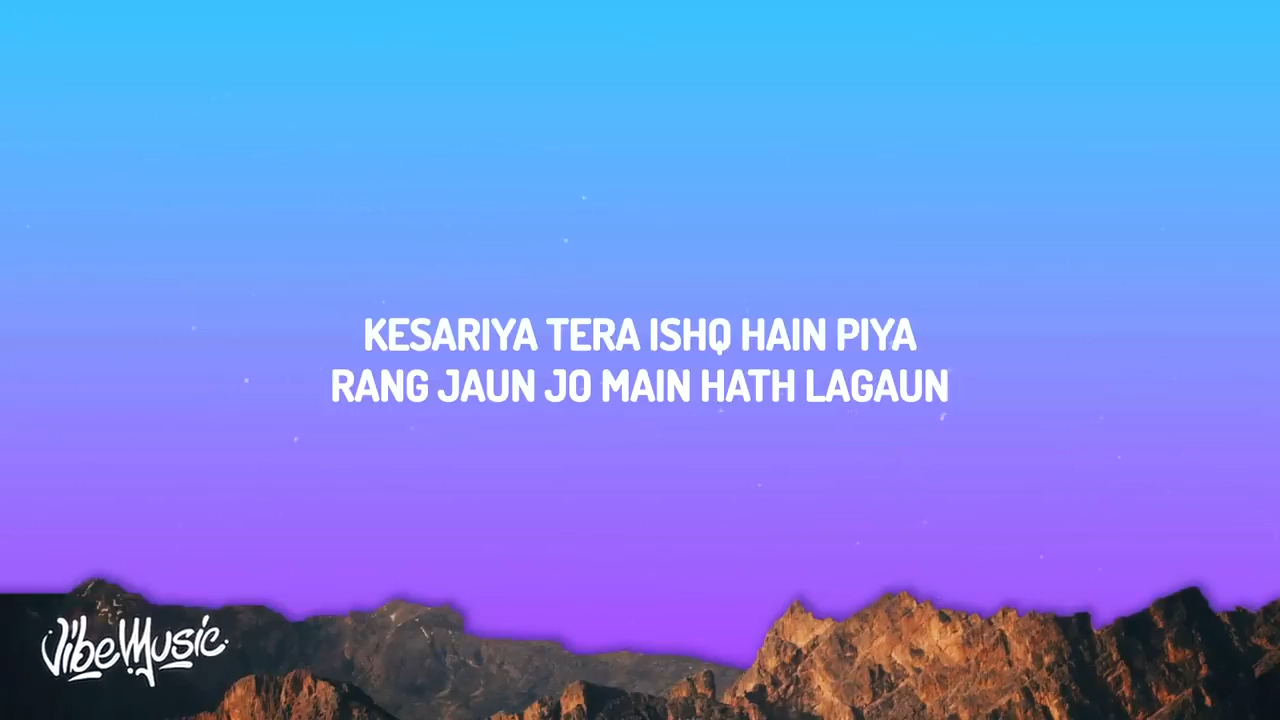 KESARIYA TERA ISHQ HAIN PIYA
RANG JAUN JO MAIN HATH LAGAUN
VibeMusic